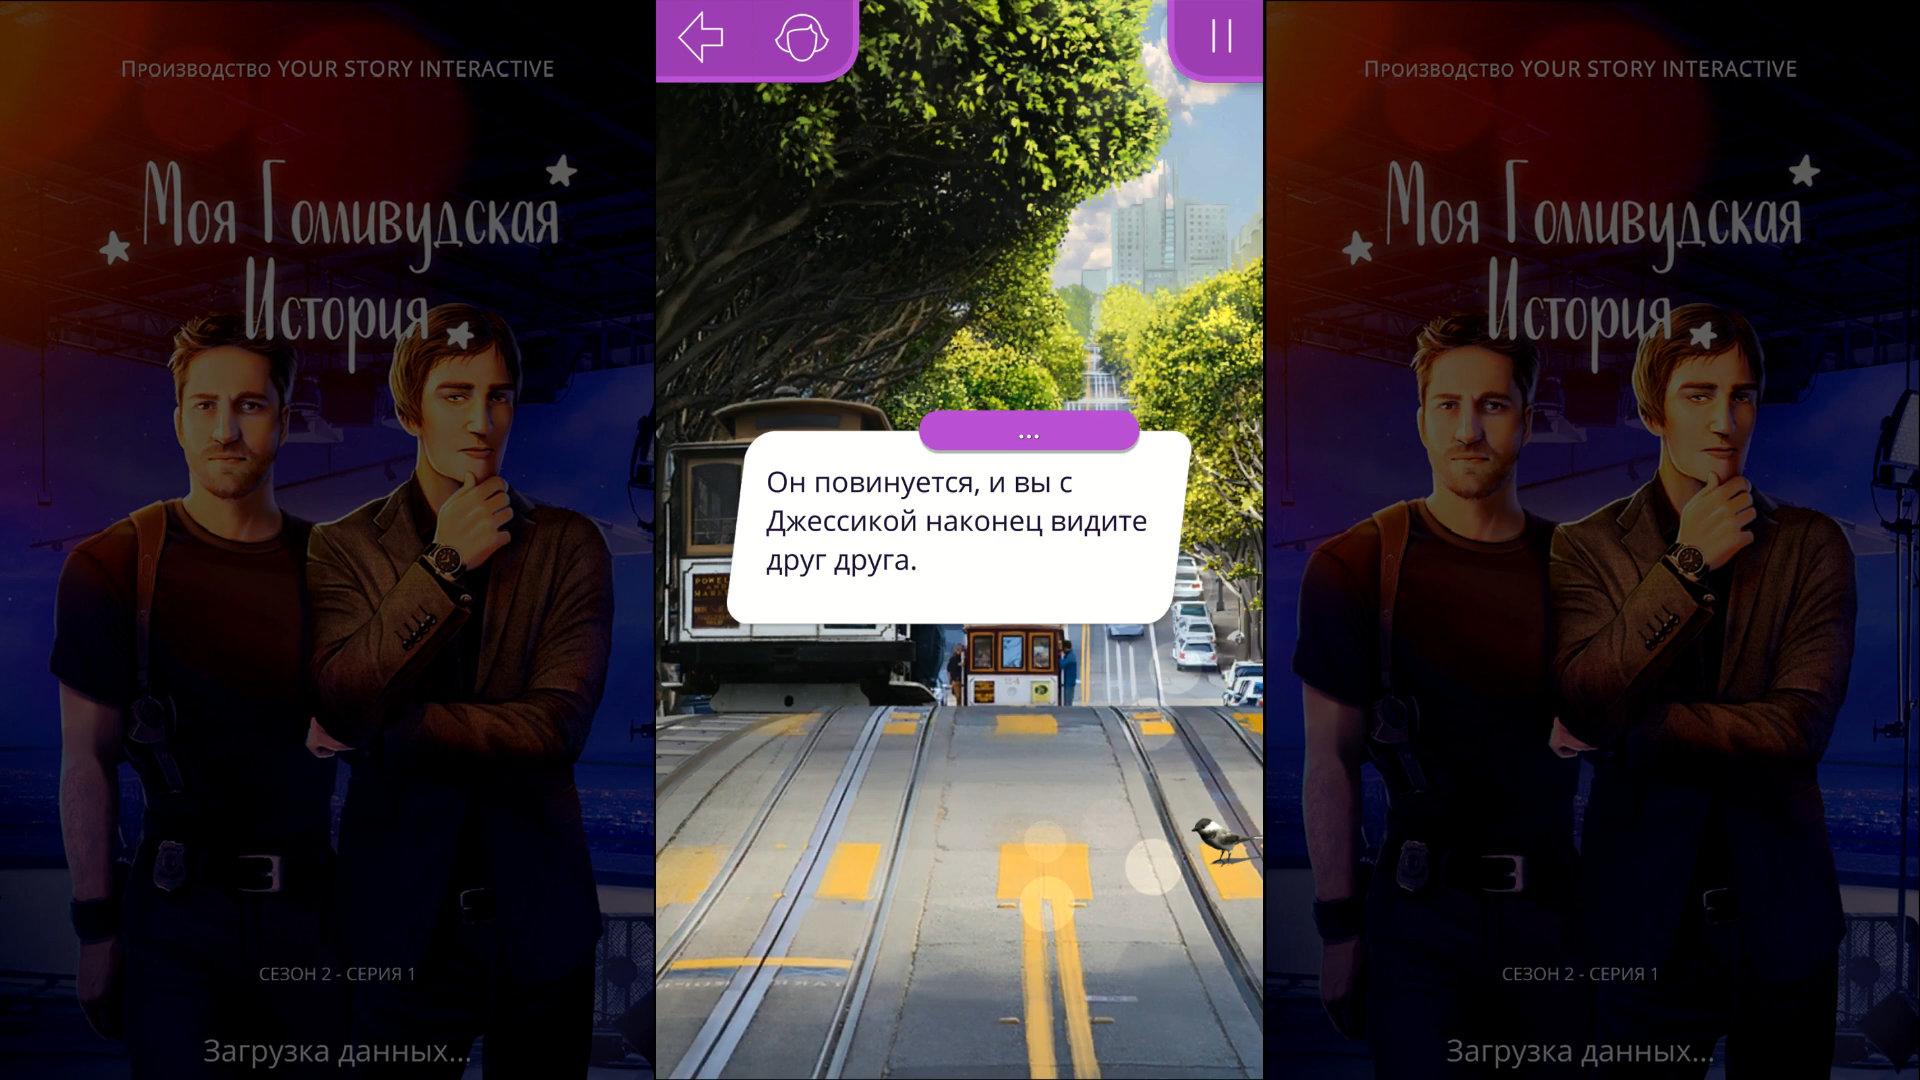 Производство YOUR STORY INTERACTIVE
Моя Голливудская
История
СЕЗОН 2 - СЕРИЯ 1
Загрузка данных...
...
Он повинуется, и вы с
Джессикой наконец видите
друг друга.
Производство YOUR STORY INTERACTIVE
Моя Голливудская
История
СЕЗОН 2 - СЕРИЯ 1
Загрузка данных...